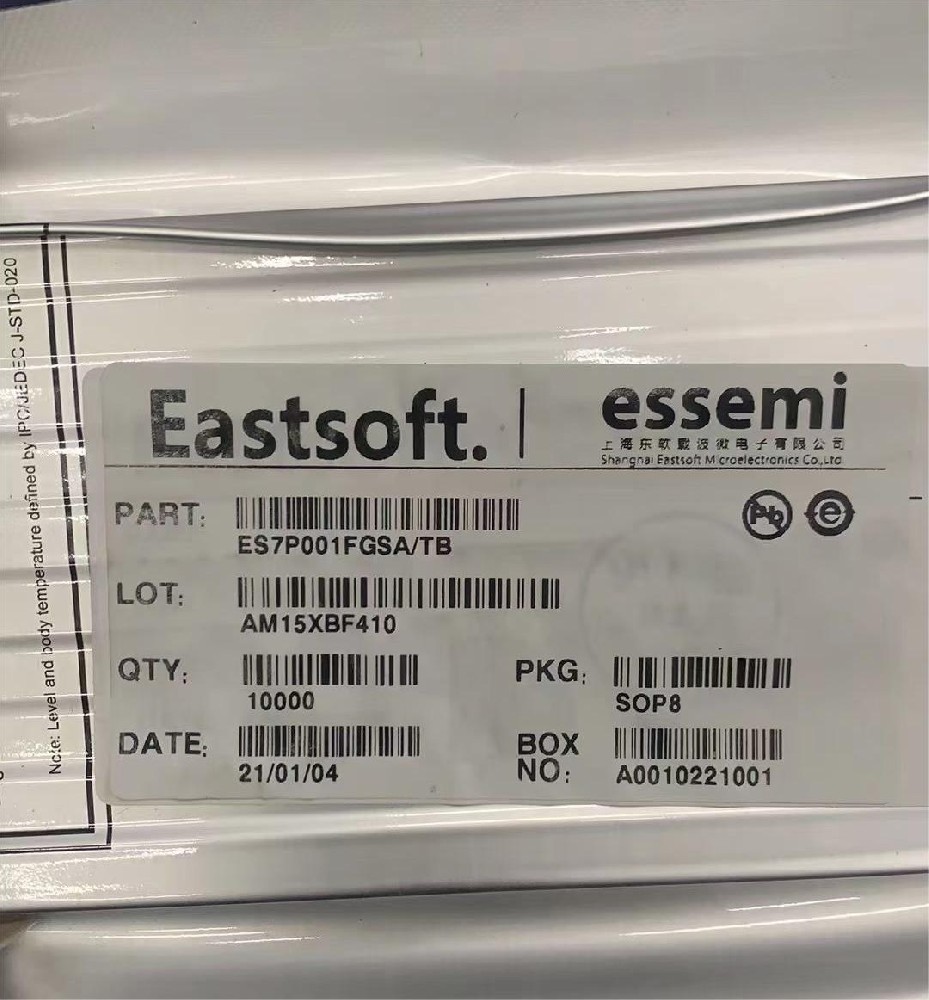 Eastsoft. | essemi
上海东软载波微电子有限公司
Shanghai Eastsoft Microelectronics Co.,Ltd
PART:
ES7P001FGSA/TB
Pb
e
LOT:
AM15XBF410
QTY:
10000
PKG:
SOP8
DATE:
21/01/04
BOX
NO:
A0010221001
Note: Level and body temperature defined by IPC/JEDEC J-STD-020